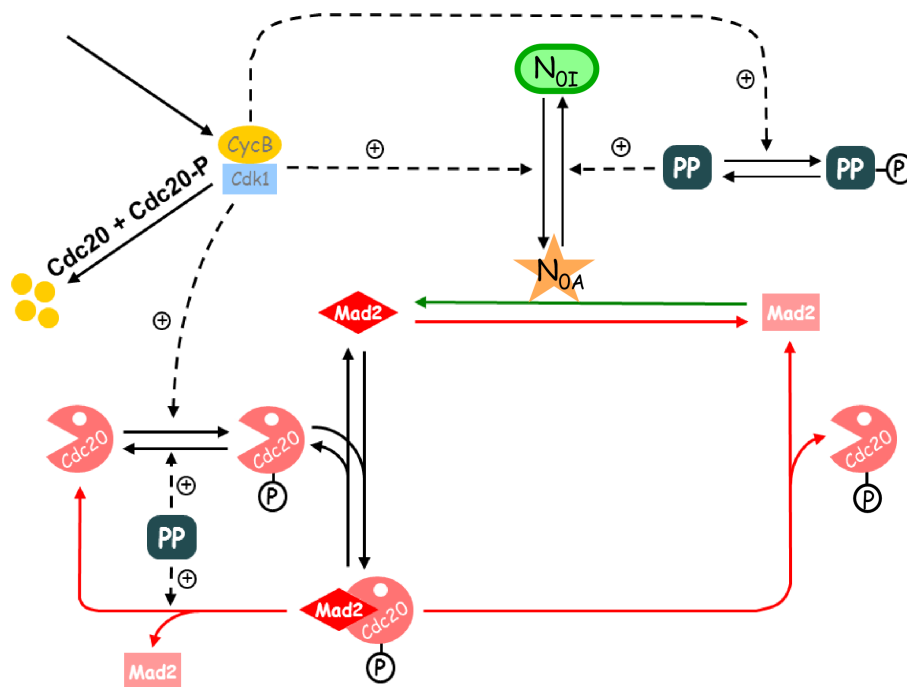 N0I
⊕
CycB
Cdk1
⊕
⊕
PP
PP
P
Cdc20 + Cdc20-P
N0A
Mad2
Mad2
⊕
Cdc20
Cdc20
P
Cdc20
P
⊕
PP
⊕
Mad2
Cdc20
P
Mad2